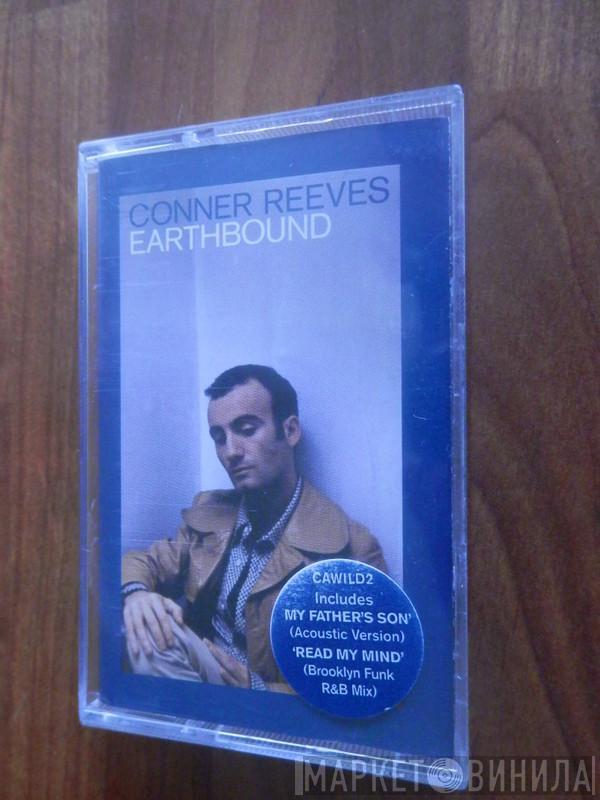 CONNER REEVES
EARTHBOUND
CAWILD2
Includes
MY FATHER'S SON'
(Acoustic Version)
'READ MY MIND'
(Brooklyn Funk
R&B Mix)
МАРКЕТ ВИНИЛА